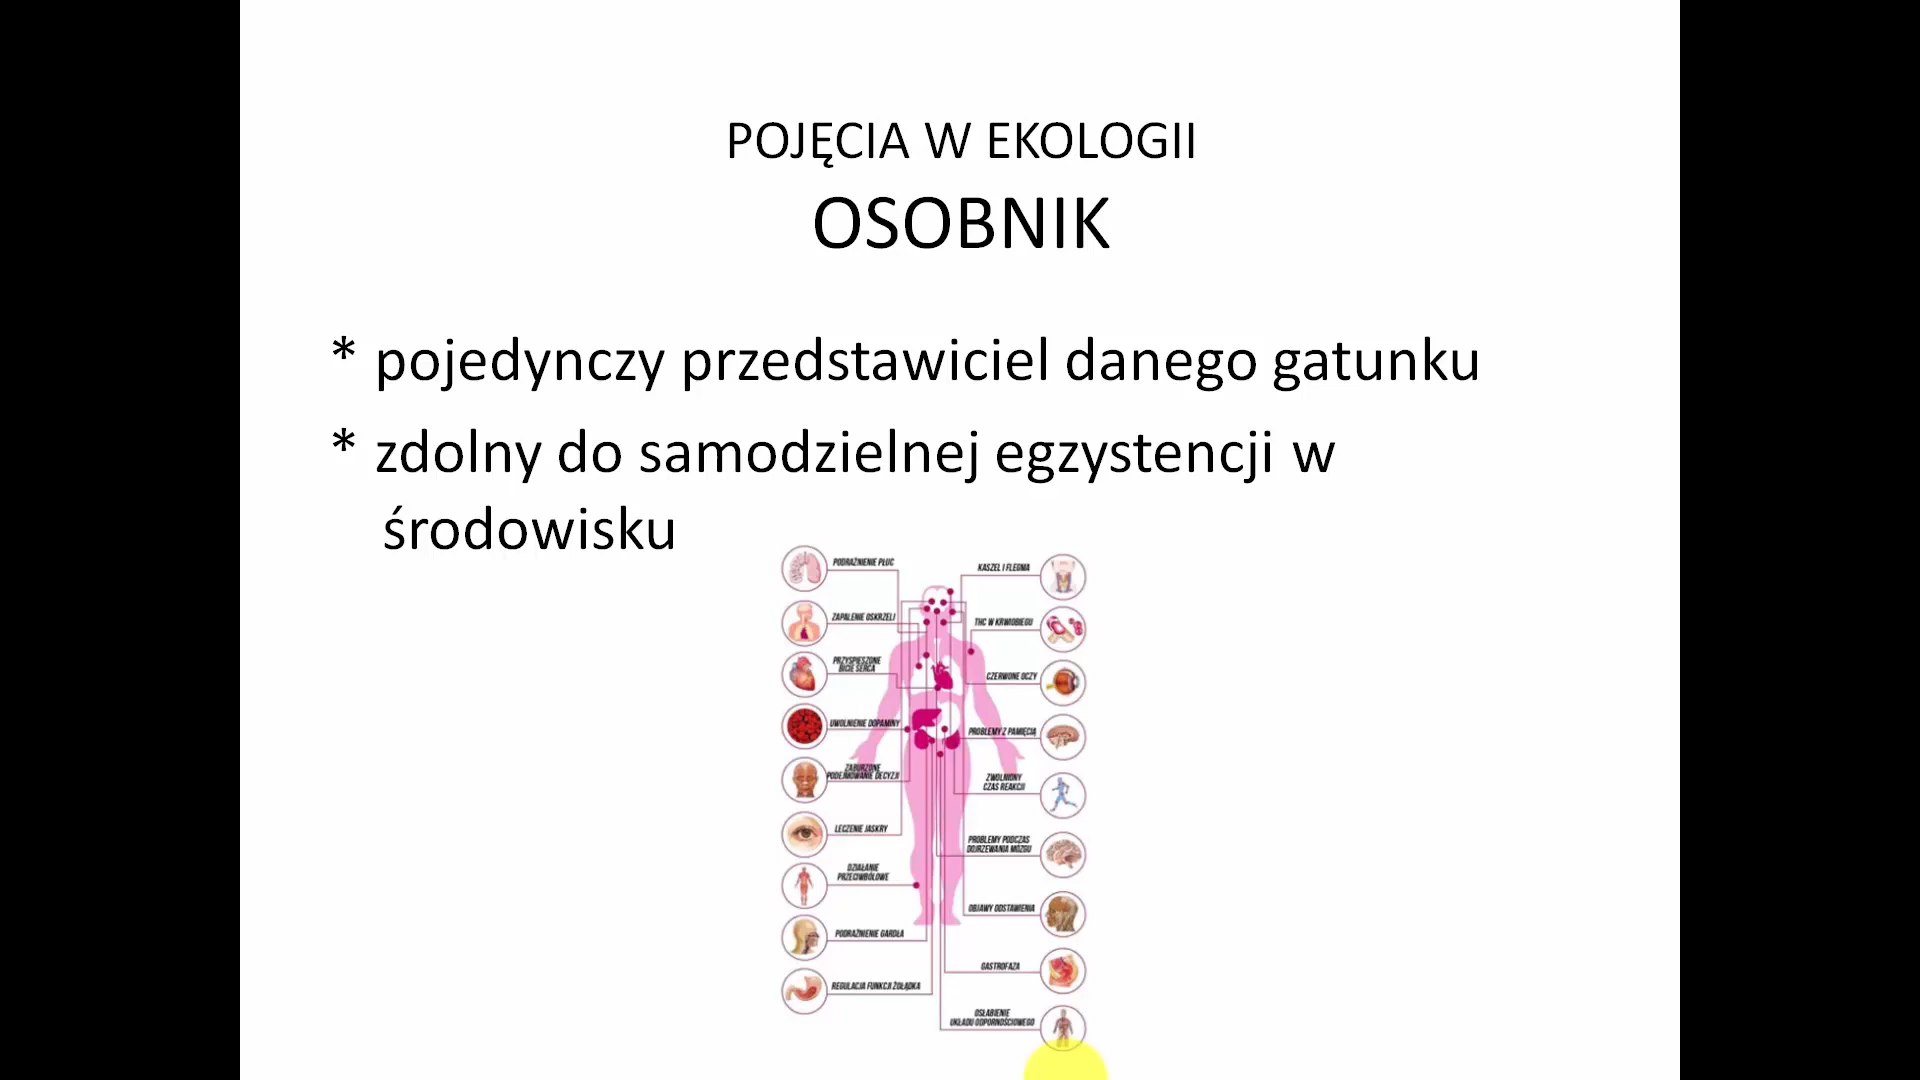 POJĘCIA W EKOLOGII
OSOBNIK
* pojedynczy przedstawiciel danego gatunku
* zdolny do samodzielnej egzystencji w
środowisku
PODRAŻNIENIE PŁUC
ZAPALENIE OSKRZELI
PRZYSPIESZONE
BICIE SERCA
UWOLNIENIE DOPAMINY
ZABURZONE
PODEJMOWANIE DECYZJI
LECZENIE JASKRY
DZIAŁANIE
PRZECIWBÓLOWE
PODRAŻNIENIE GARDŁA
REGULACJA FUNKCJI ŻOŁĄDKA
KASZEL I FLEGMA
THC W KRWIOBIEGU
CZERWONE OCZY
PROBLEMY Z PAMIĘCIĄ
ZWOLNIONY
CZAS REAKCJI
PROBLEMY PODCZAS
DOJRZEWANIA MÓZGU
OBJAWY ODSTAWIENIA
GASTROFAZA
OSŁABIENIE
UKŁADU ODPORNOŚCIOWEGO